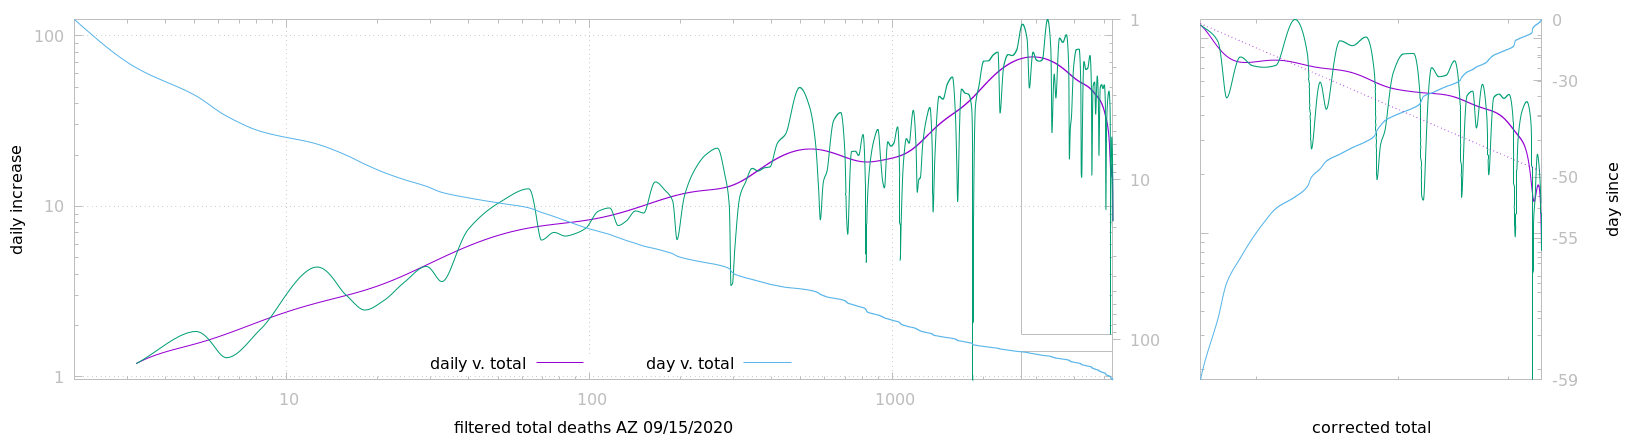 100
10
1
daily increase
10
100
1000
filtered total deaths AZ 09/15/2020
daily v. total
day v. total
1
10
100
0
-30
-50
-55
-59
day since
corrected total